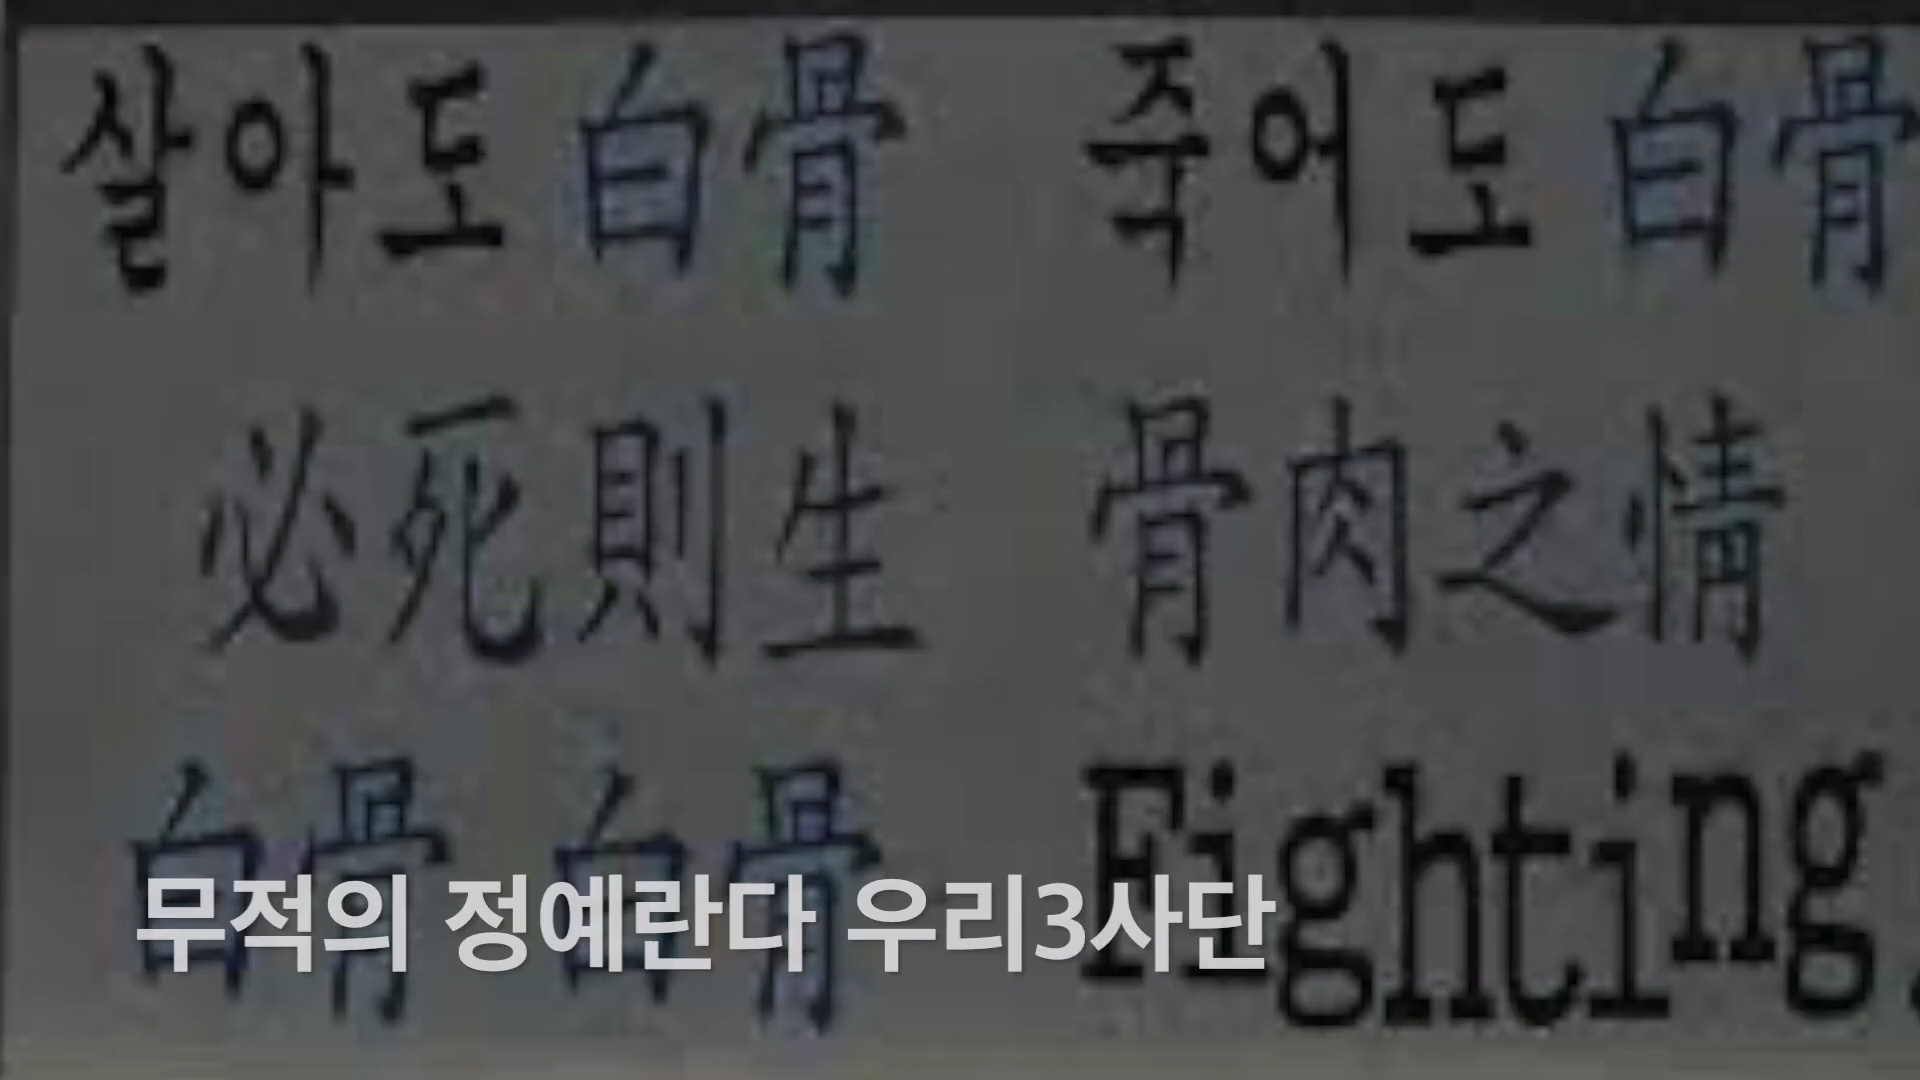 살아도 白骨 죽어도 白骨
必死則生 骨肉之情
白骨 白骨 Fighting
무적의 정예란다 우리3사단